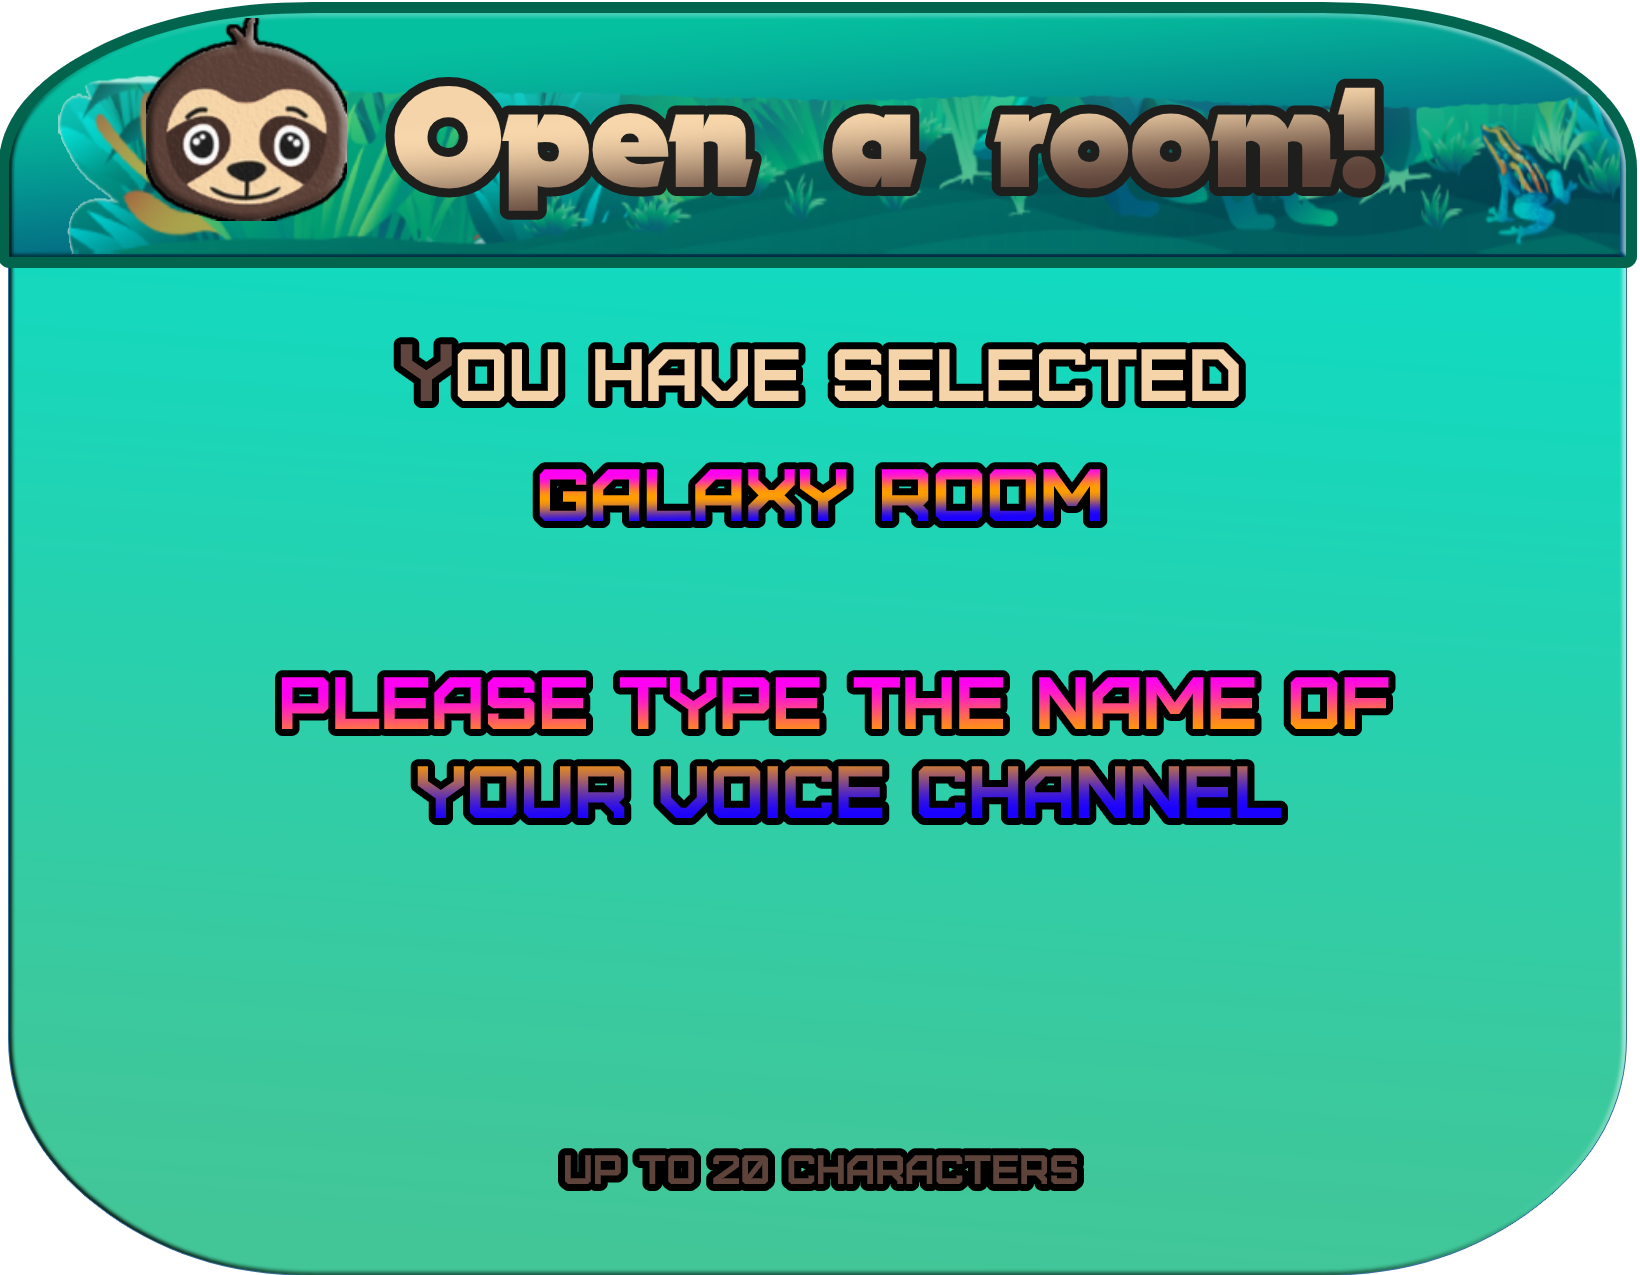 Open a room!
YOU HAVE SELECTED
GALAXY ROOM
PLEASE TYPE THE NAME OF
YOUR VOICE CHANNEL
UP TO 20 CHARACTERS